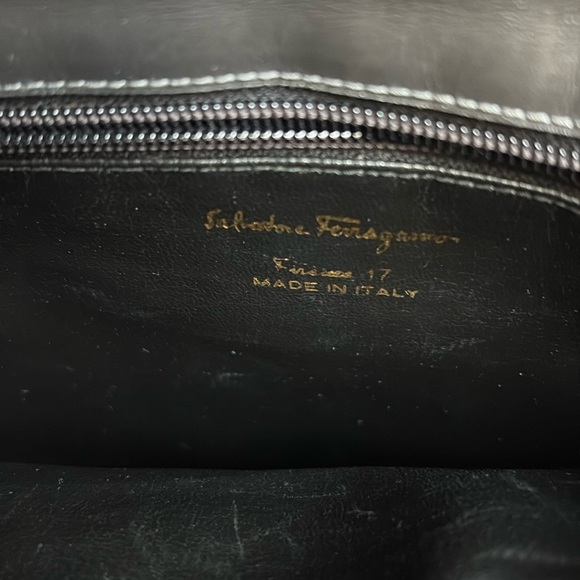 Salvatore Ferragamo
Firenze 17
MADE IN ITALY